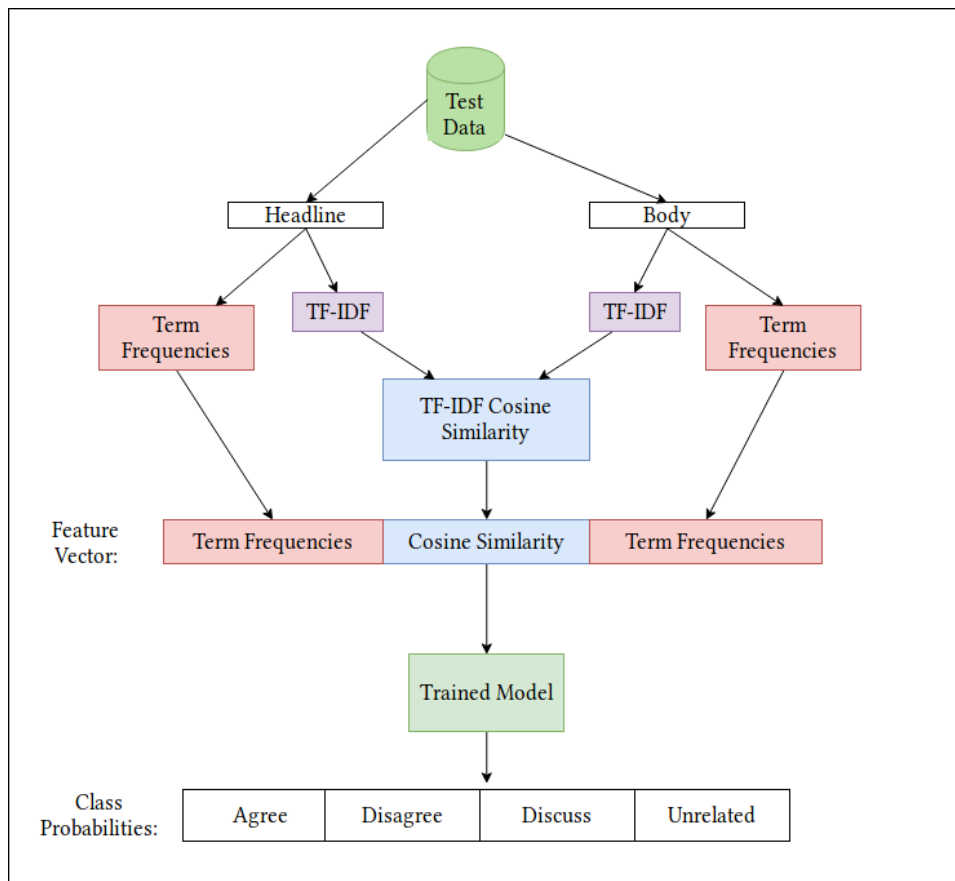 Test
Data
Headline
Body
TF-IDF
TF-IDF
Term
Frequencies
Term
Frequencies
TF-IDF Cosine
Similarity
Feature
Vector:
Term Frequencies
Cosine Similarity
Term Frequencies
Trained Model
Class
Probabilities:
Agree
Disagree
Discuss
Unrelated